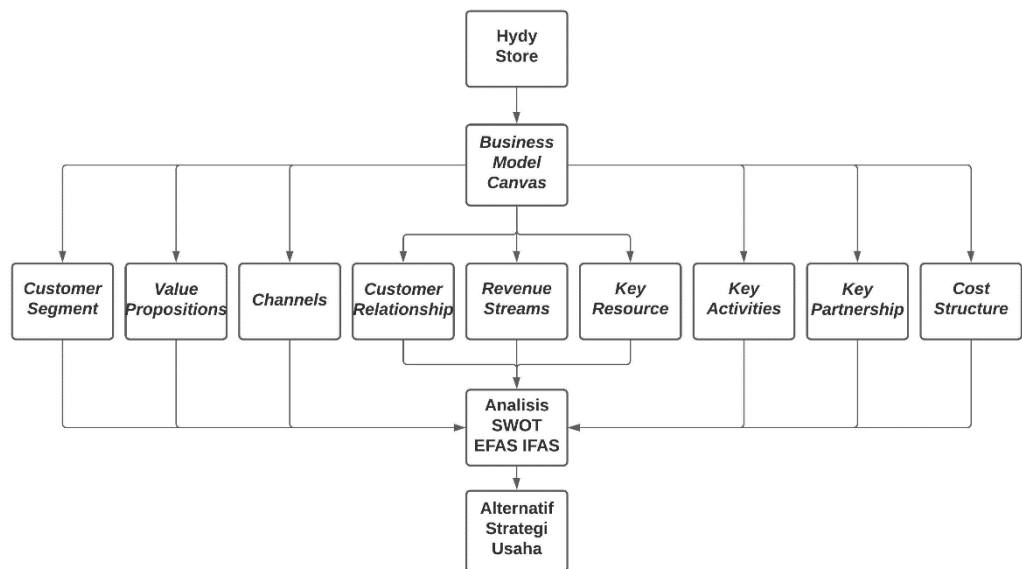 Hydy
Store
Business
Model
Canvas
Customer
Segment
Value
Propositions
Channels
Customer
Relationship
Revenue
Streams
Key
Resource
Key
Activities
Key
Partnership
Cost
Structure
Analisis
SWOT
EFAS IFAS
Alternatif
Strategi
Usaha